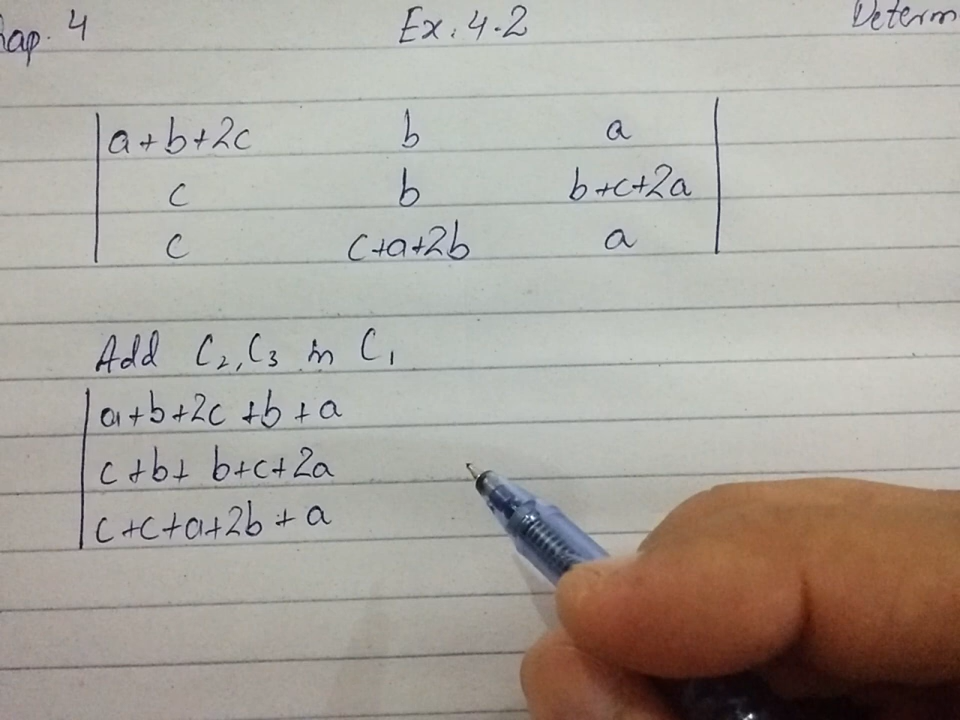 ap. 4 Ex. 4.2 Determ
a+b+2c b a
c b b+c+2a
c c+a+2b a
Add C₂, C₃ in C₁
a+b+2c +b +a
c +b+ b+c+2a
c+c+a+2b+a